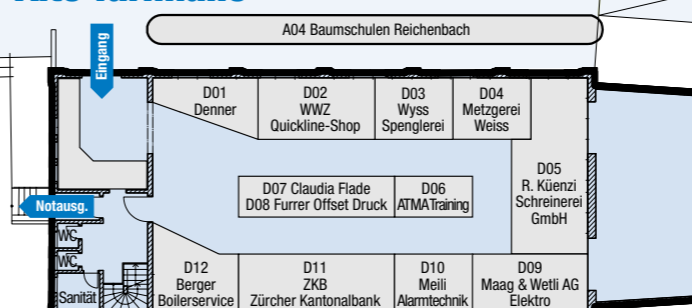 A04 Baumschulen Reichenbach
Eingang
D01
Denner
D02
WWZ
Quickline-Shop
D03
Wyss
Spenglerei
D04
Metzgerei
Weiss
D05
R. Küenzi
Schreinerei
GmbH
D07 Claudia Flade
D08 Furrer Offset Druck
D06
ATMA Training
Notausg.
WC
WC
Sanität
D12
Berger
Boilerservice
D11
ZKB
Zürcher Kantonalbank
D10
Meili
Alarmtechnik
D09
Maag & Wetli AG
Elektro